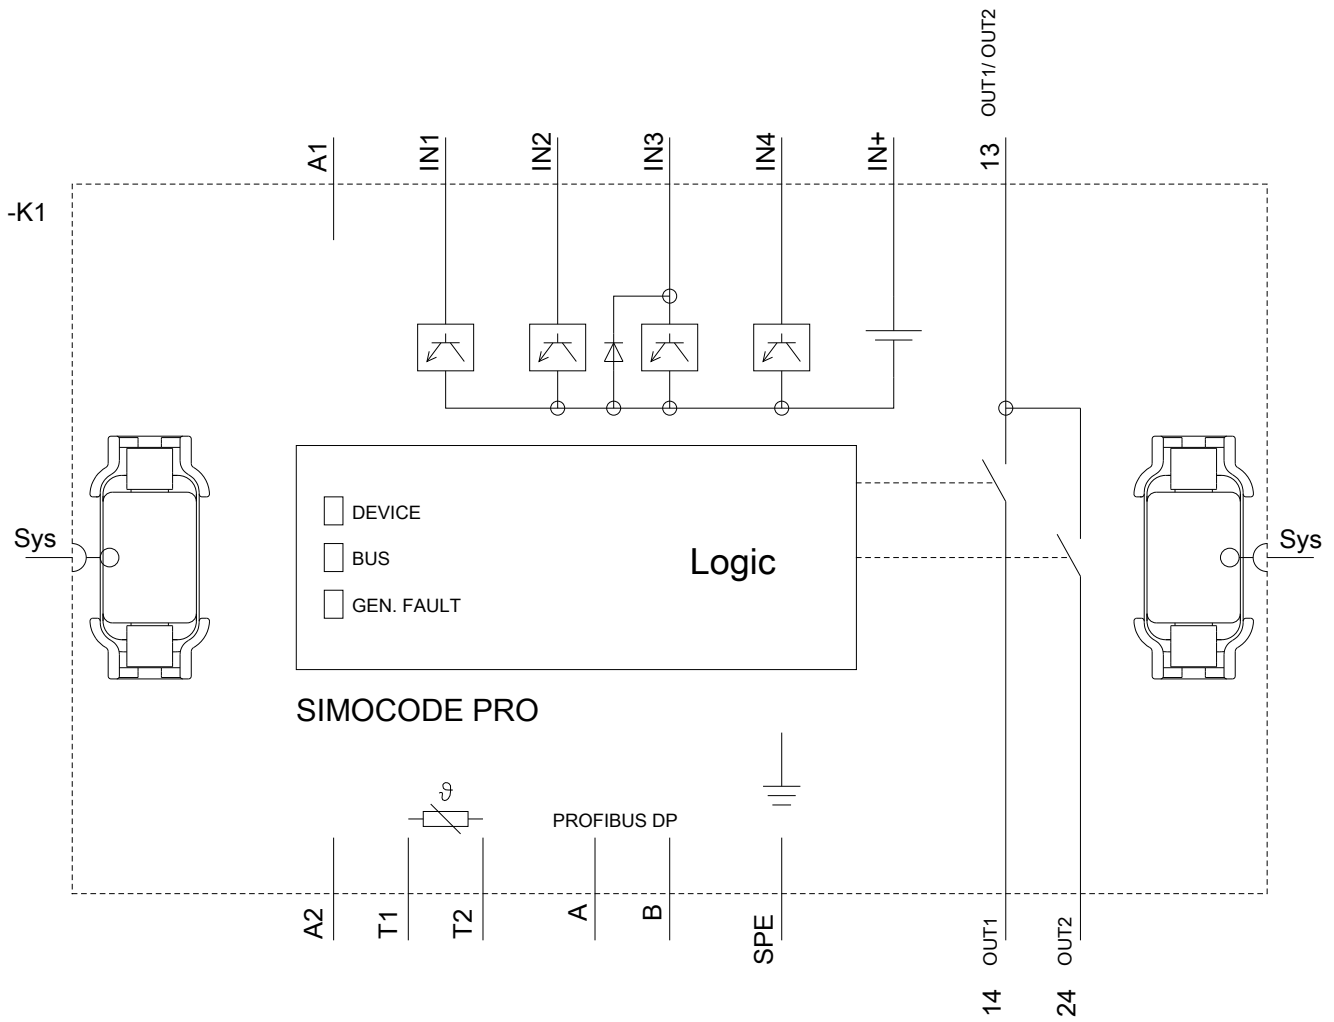 OUT1/ OUT2
A1
IN1
IN2
IN3
IN4
IN+
13
-K1
DEVICE
BUS
GEN. FAULT
Logic
Sys
Sys
SIMOCODE PRO
ϑ
PROFIBUS DP
A2
T1
T2
A
B
SPE
14 OUT1
24 OUT2